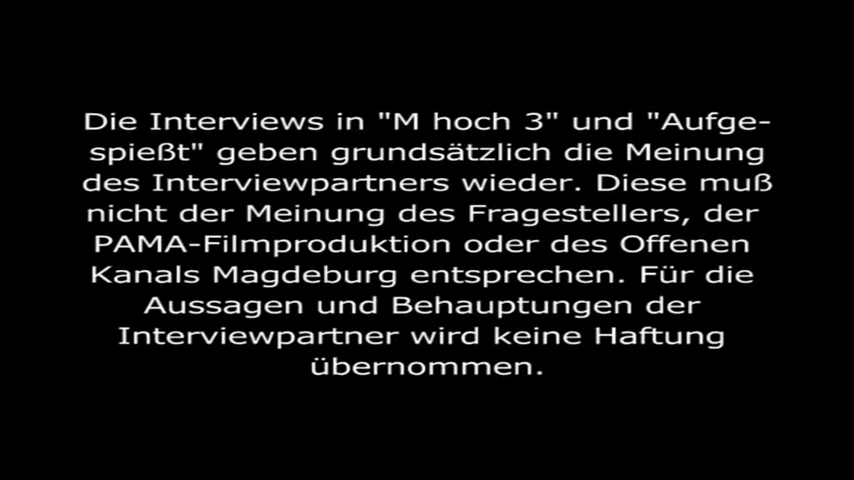 Die Interviews in "M hoch 3" und "Aufge-
spießt" geben grundsätzlich die Meinung
des Interviewpartners wieder. Diese muß
nicht der Meinung des Fragestellers, der
PAMA-Filmproduktion oder des Offenen
Kanals Magdeburg entsprechen. Für die
Aussagen und Behauptungen der
Interviewpartner wird keine Haftung
übernommen.